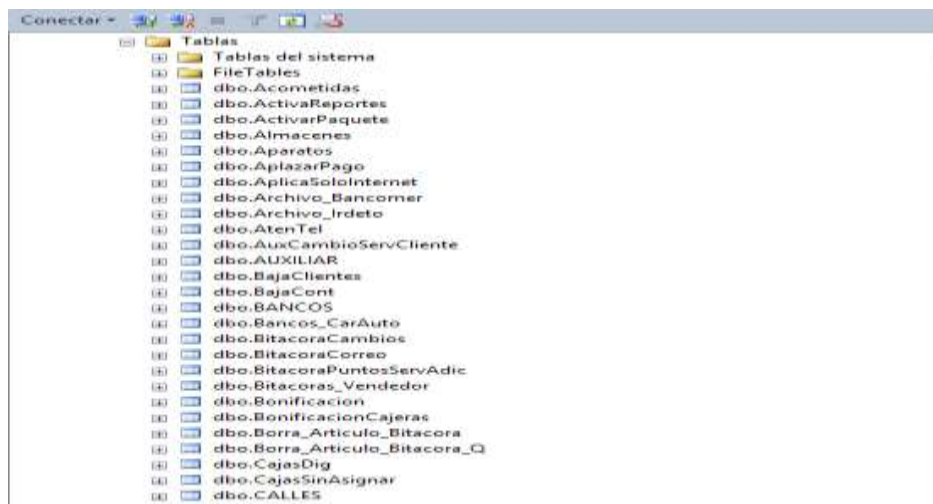 Conectar
Tablas
Tablas del sistema
FileTables
dbo.Acometidas
dbo.ActivaReportes
dbo.ActivarPaquete
dbo.Almacenes
dbo.Aparatos
dbo.AplazarPago
dbo.AplicaSoloInternet
dbo.Archivo_Bancomer
dbo.Archivo_Irdeto
dbo.AtenTel
dbo.AuxCambioServCliente
dbo.AUXILIAR
dbo.BajaClientes
dbo.BajaCont
dbo.BANCOS
dbo.Bancos_CarAuto
dbo.BitacoraCambios
dbo.BitacoraCorreo
dbo.BitacoraPuntosServAdic
dbo.Bitacoras_Vendedor
dbo.Bonificacion
dbo.BonificacionCajeras
dbo.Borra_Articulo_Bitacora
dbo.Borra_Articulo_Bitacora_Q
dbo.CajasDig
dbo.CajasSinAsignar
dbo.CALLES